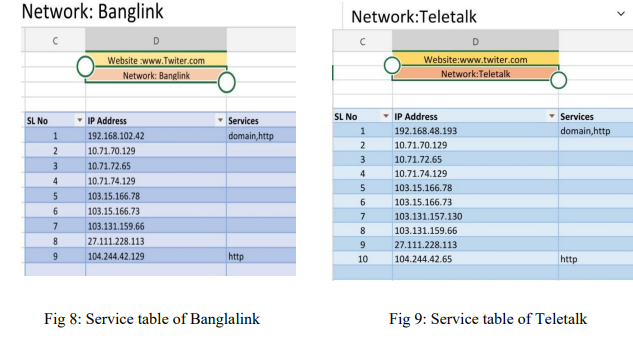 Network: Banglink
C D
Website :www.Twiter.com
Network: Banglink
SL No IP Address Services
1 192.168.102.42 domain,http
2 10.71.70.129
3 10.71.72.65
4 10.71.74.129
5 103.15.166.78
6 103.15.166.73
7 103.131.159.66
8 27.111.228.113
9 104.244.42.129 http
Fig 8: Service table of Banglalink
Network:Teletalk
C D
Website:www.twiter.com
Network:Teletalk
SL No IP Address Services
1 192.168.48.193 domain,http
2 10.71.70.129
3 10.71.72.65
4 10.71.74.129
5 103.15.166.78
6 103.15.166.73
7 103.131.157.130
8 103.131.159.66
9 27.111.228.113
10 104.244.42.65 http
Fig 9: Service table of Teletalk